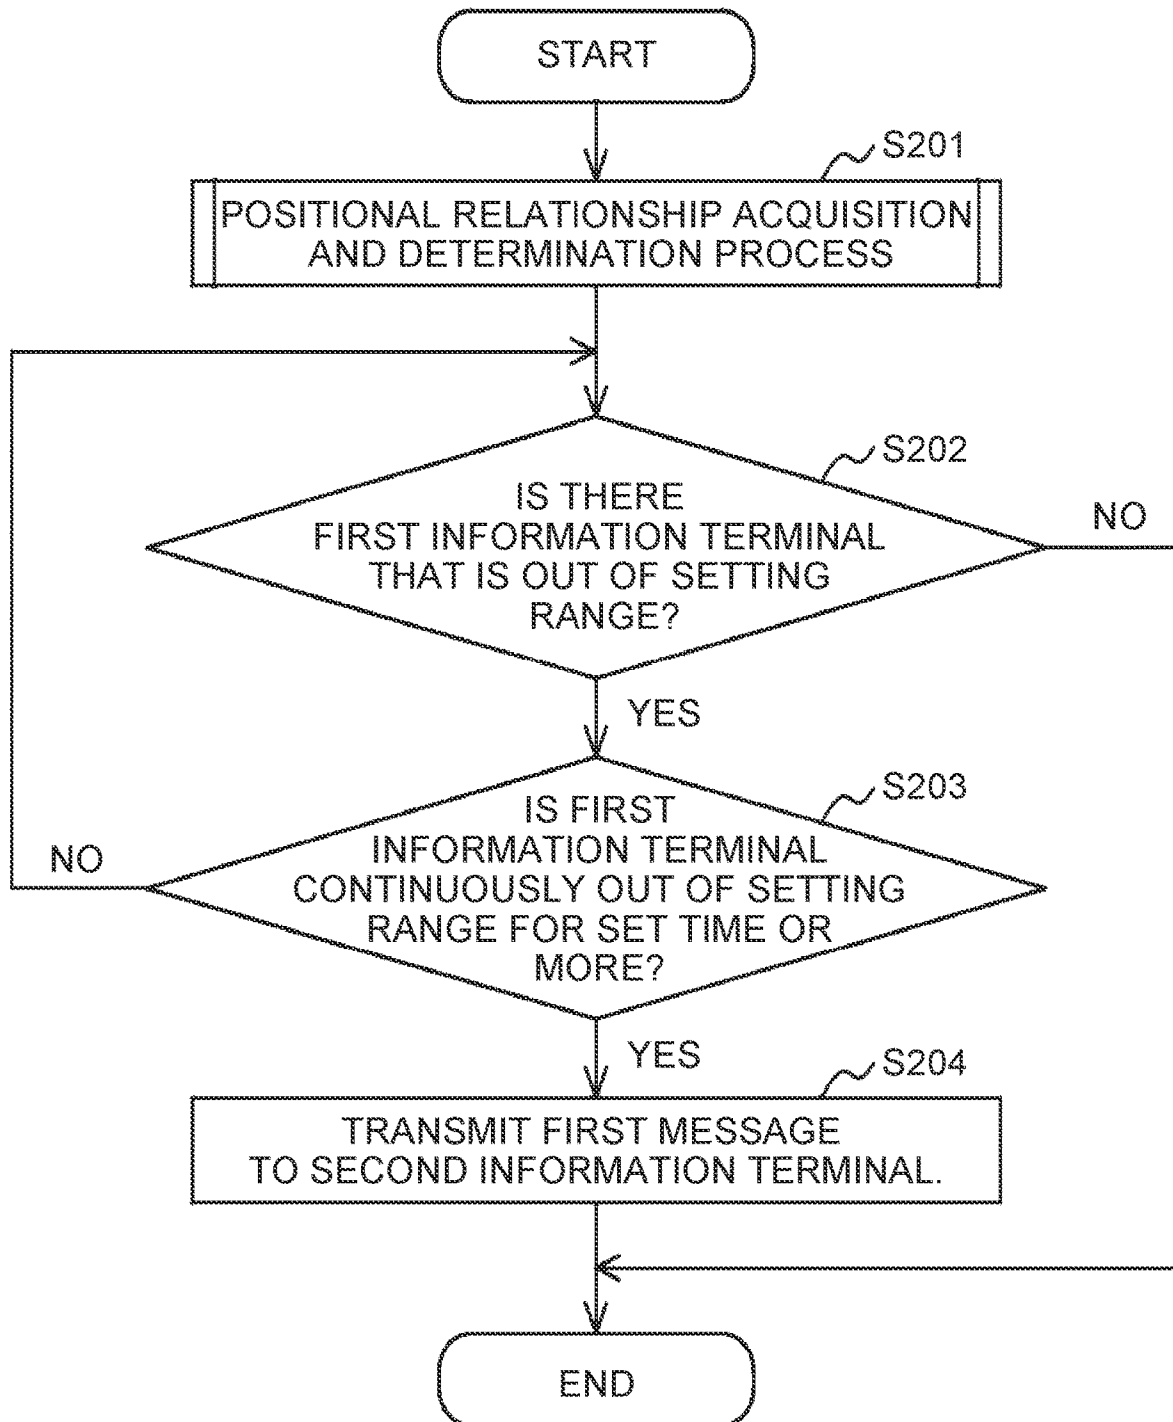 START
S201
POSITIONAL RELATIONSHIP ACQUISITION
AND DETERMINATION PROCESS
S202
IS THERE
FIRST INFORMATION TERMINAL
THAT IS OUT OF SETTING
RANGE?
NO
YES
S203
IS FIRST
INFORMATION TERMINAL
CONTINUOUSLY OUT OF SETTING
RANGE FOR SET TIME OR
MORE?
NO
YES
S204
TRANSMIT FIRST MESSAGE
TO SECOND INFORMATION TERMINAL.
END